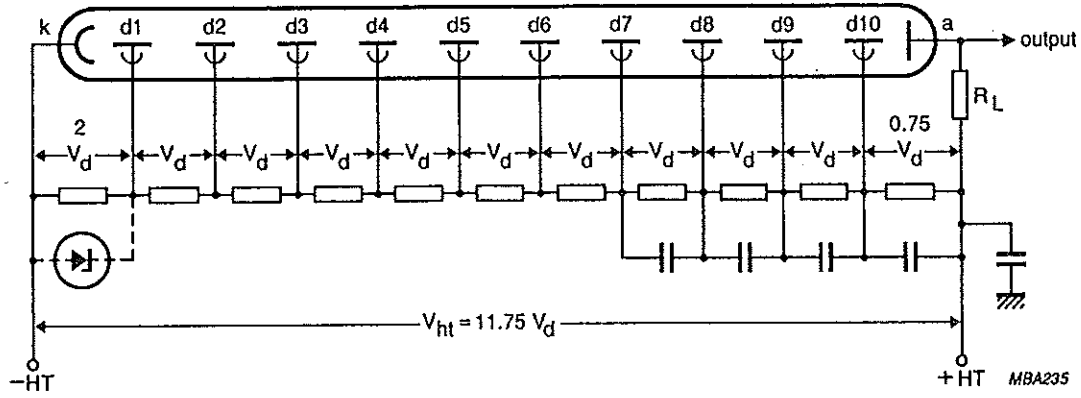 k d1 d2 d3 d4 d5 d6 d7 d8 d9 d10 a
output
R_L
2 0.75
V_d V_d V_d V_d V_d V_d V_d V_d V_d V_d V_d
V_ht = 11.75 V_d
−HT +HT MBA235